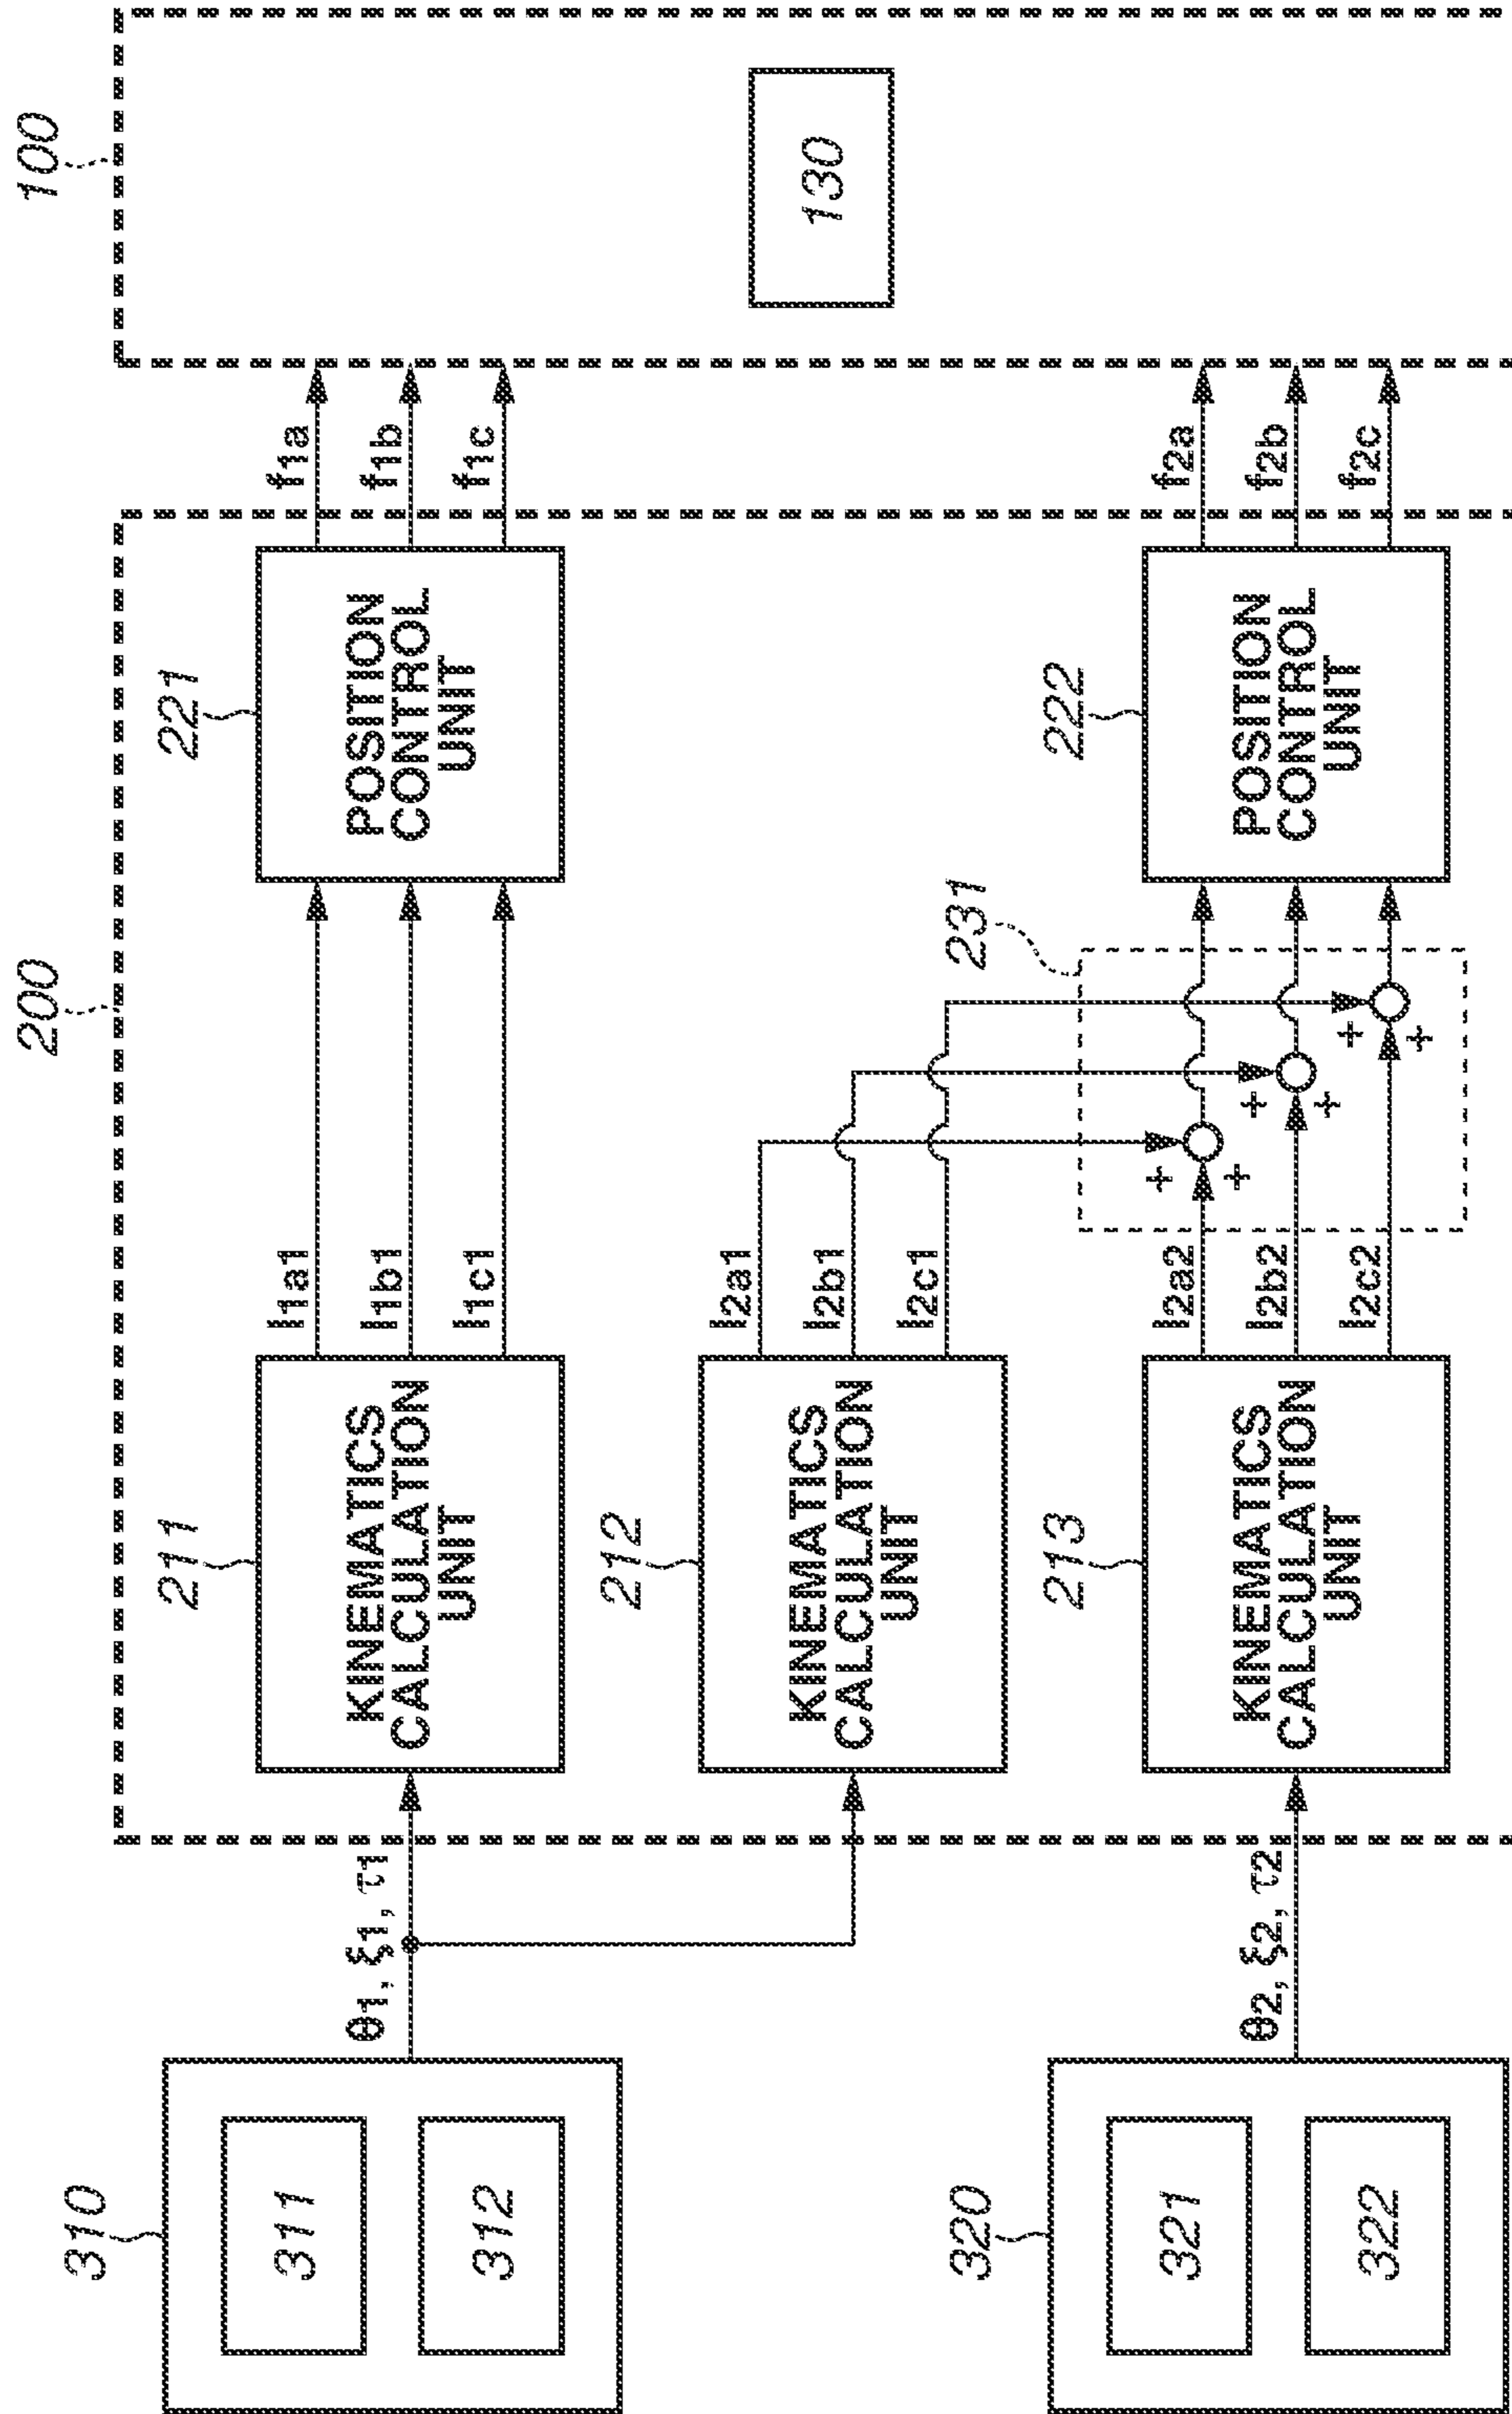 100
200
130
310
311
312
θ1, ξ1, τ1
211
KINEMATICS
CALCULATION
UNIT
l1a1
l1b1
l1c1
221
POSITION
CONTROL
UNIT
f1a
f1b
f1c
212
KINEMATICS
CALCULATION
UNIT
l2a1
l2b1
l2c1
231
+
+
+
+
+
+
320
321
322
θ2, ξ2, τ2
213
KINEMATICS
CALCULATION
UNIT
l2a2
l2b2
l2c2
222
POSITION
CONTROL
UNIT
f2a
f2b
f2c